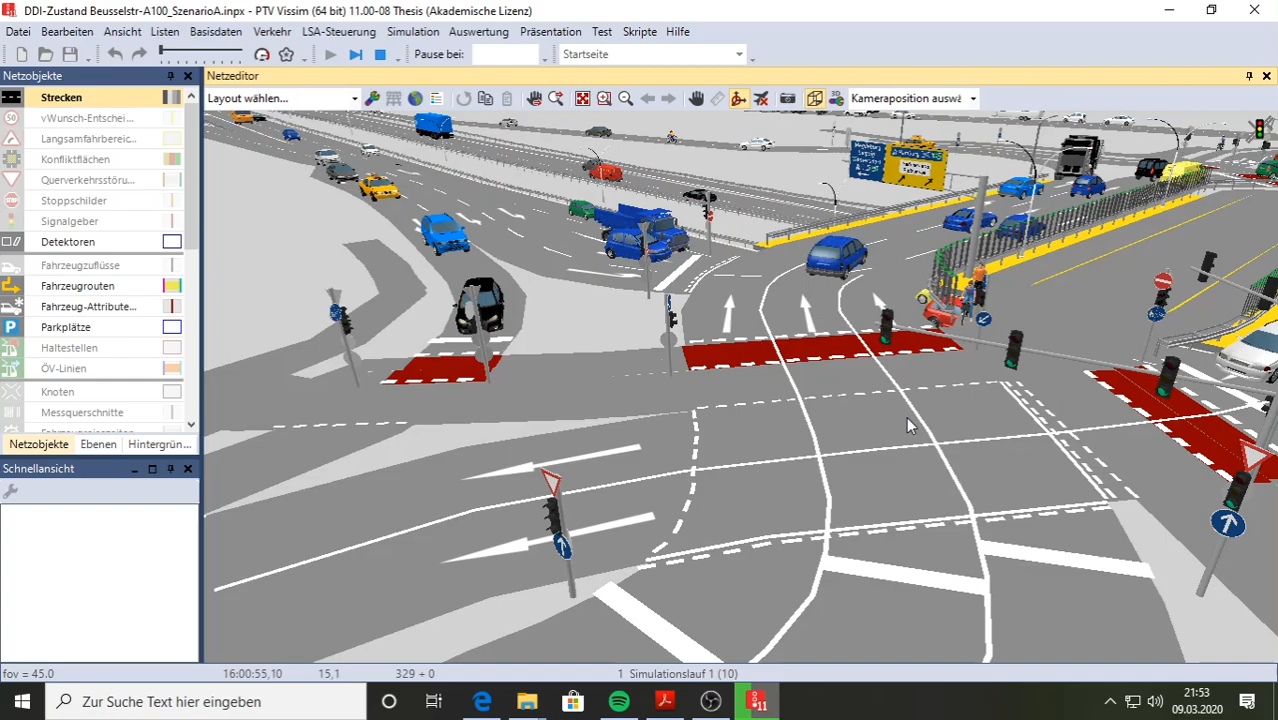 DDI-Zustand Beusselstr-A100_SzenarioA.inpx - PTV Vissim (64 bit) 11.00-08 Thesis (Akademische Lizenz)
Datei Bearbeiten Ansicht Listen Basisdaten Verkehr LSA-Steuerung Simulation Auswertung Präsentation Test Skripte Hilfe
Pause bei: Startseite
Netzobjekte
Netzeditor
Layout wählen...
Kameraposition auswä
Strecken
vWunsch-Entschei...
Langsamfahrbereic...
Konfliktflächen
Querverkehrsstöru...
Stoppschilder
Signalgeber
Detektoren
Fahrzeugzuflüsse
Fahrzeugrouten
Fahrzeug-Attribute...
Parkplätze
Haltestellen
ÖV-Linien
Knoten
Messquerschnitte
Netzobjekte Ebenen Hintergrün...
Schnellansicht
fov = 45.0 16:00:55,10 15,1 329 + 0 1 Simulationslauf 1 (10)
Zur Suche Text hier eingeben
21:53
09.03.2020